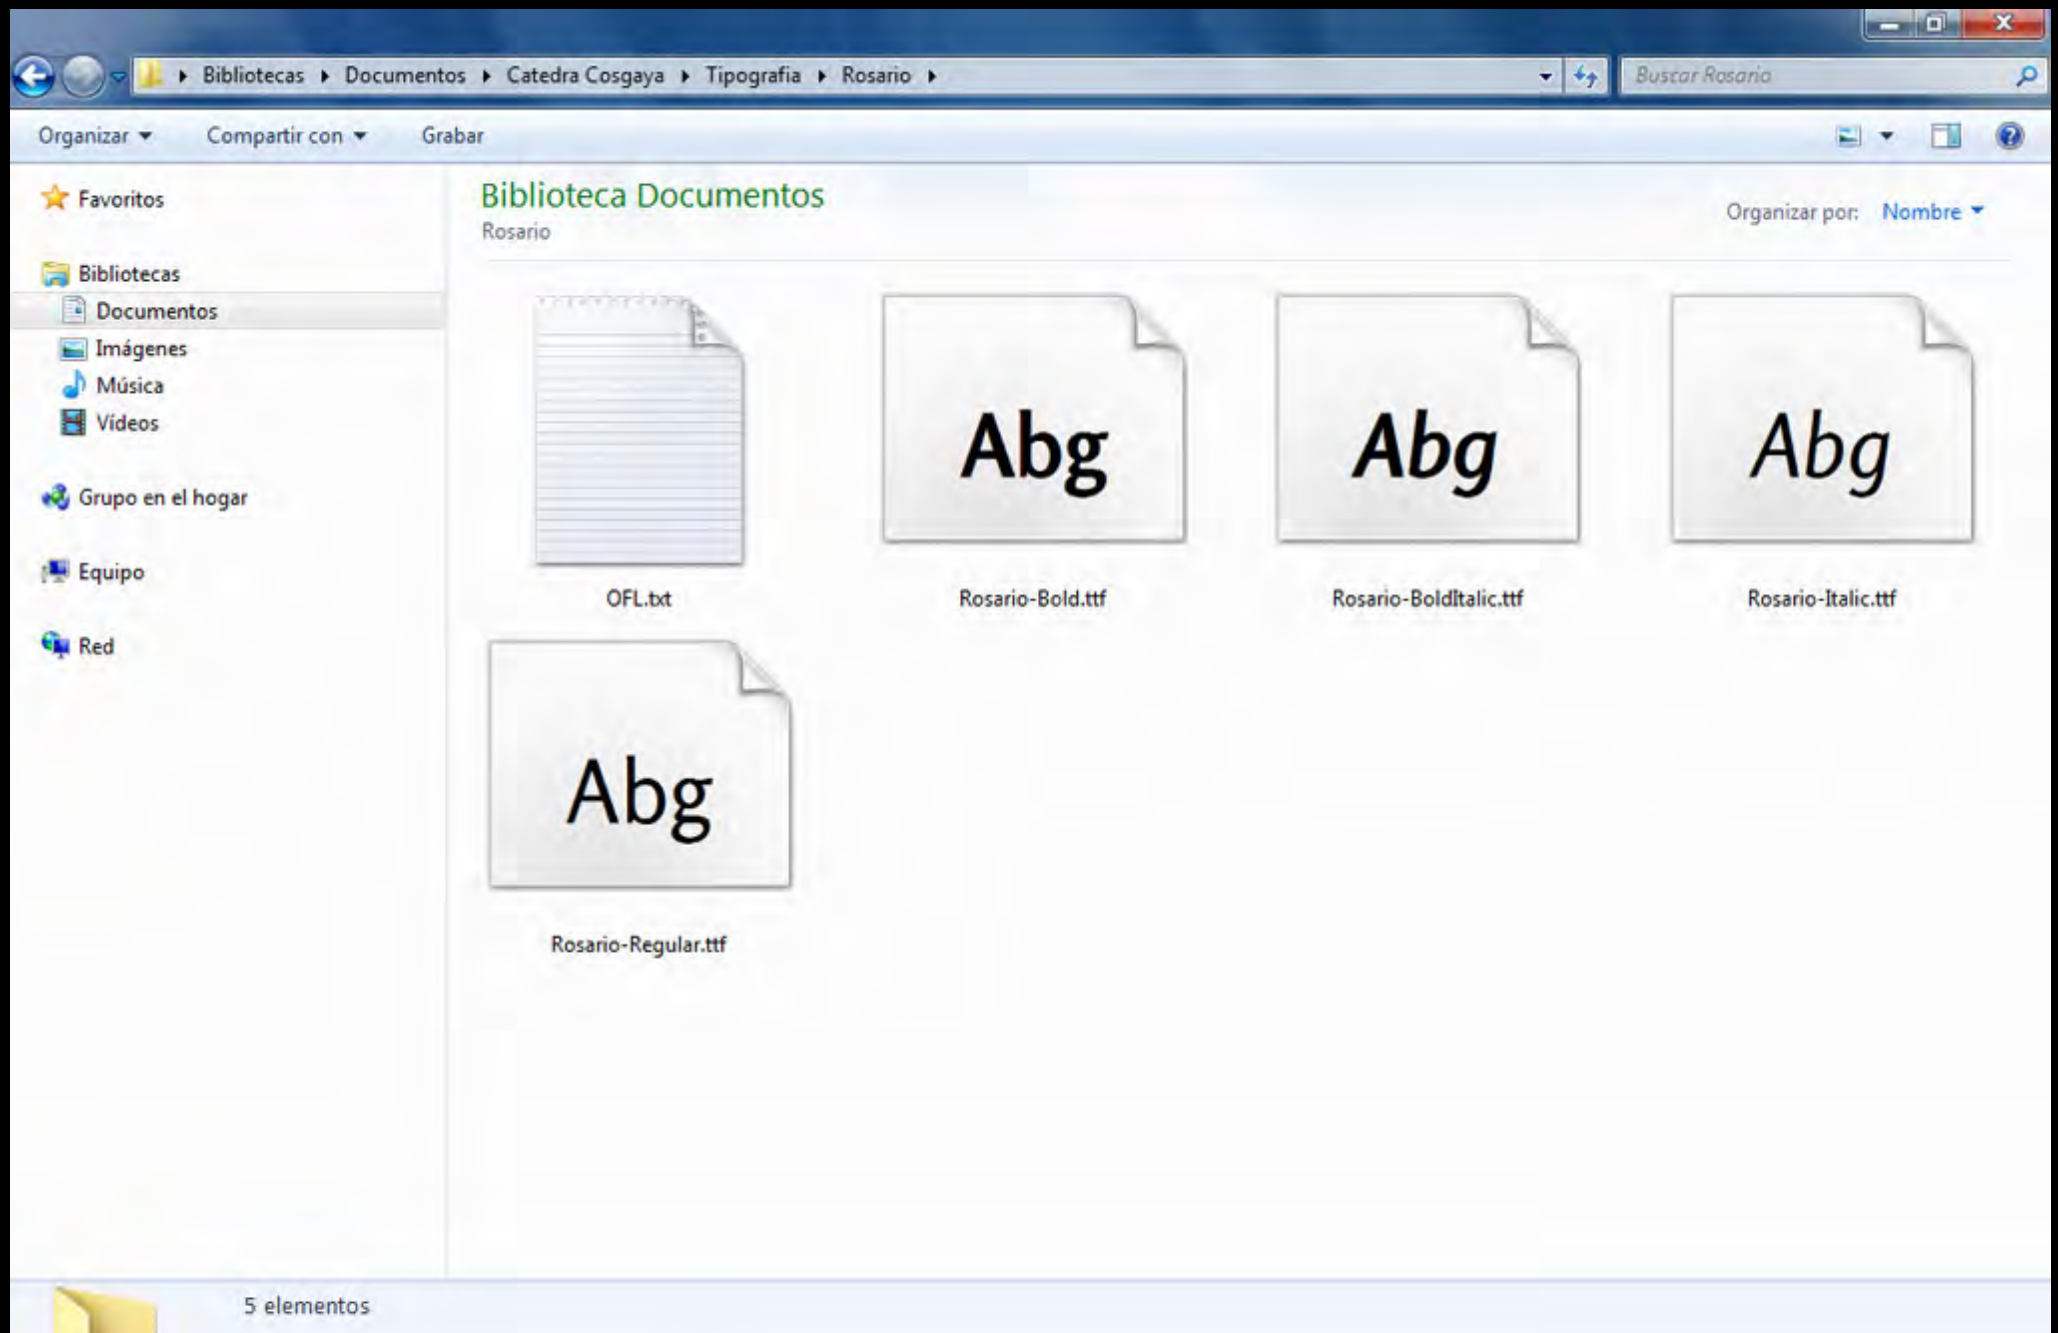 Bibliotecas ▸ Documentos ▸ Catedra Cosgaya ▸ Tipografia ▸ Rosario ▸
Buscar Rosario
Organizar Compartir con Grabar
Favoritos
Bibliotecas
Documentos
Imágenes
Música
Vídeos
Grupo en el hogar
Equipo
Red
Biblioteca Documentos
Rosario
Organizar por: Nombre
Abg Abg Abg
OFL.txt Rosario-Bold.ttf Rosario-BoldItalic.ttf Rosario-Italic.ttf
Abg
Rosario-Regular.ttf
5 elementos